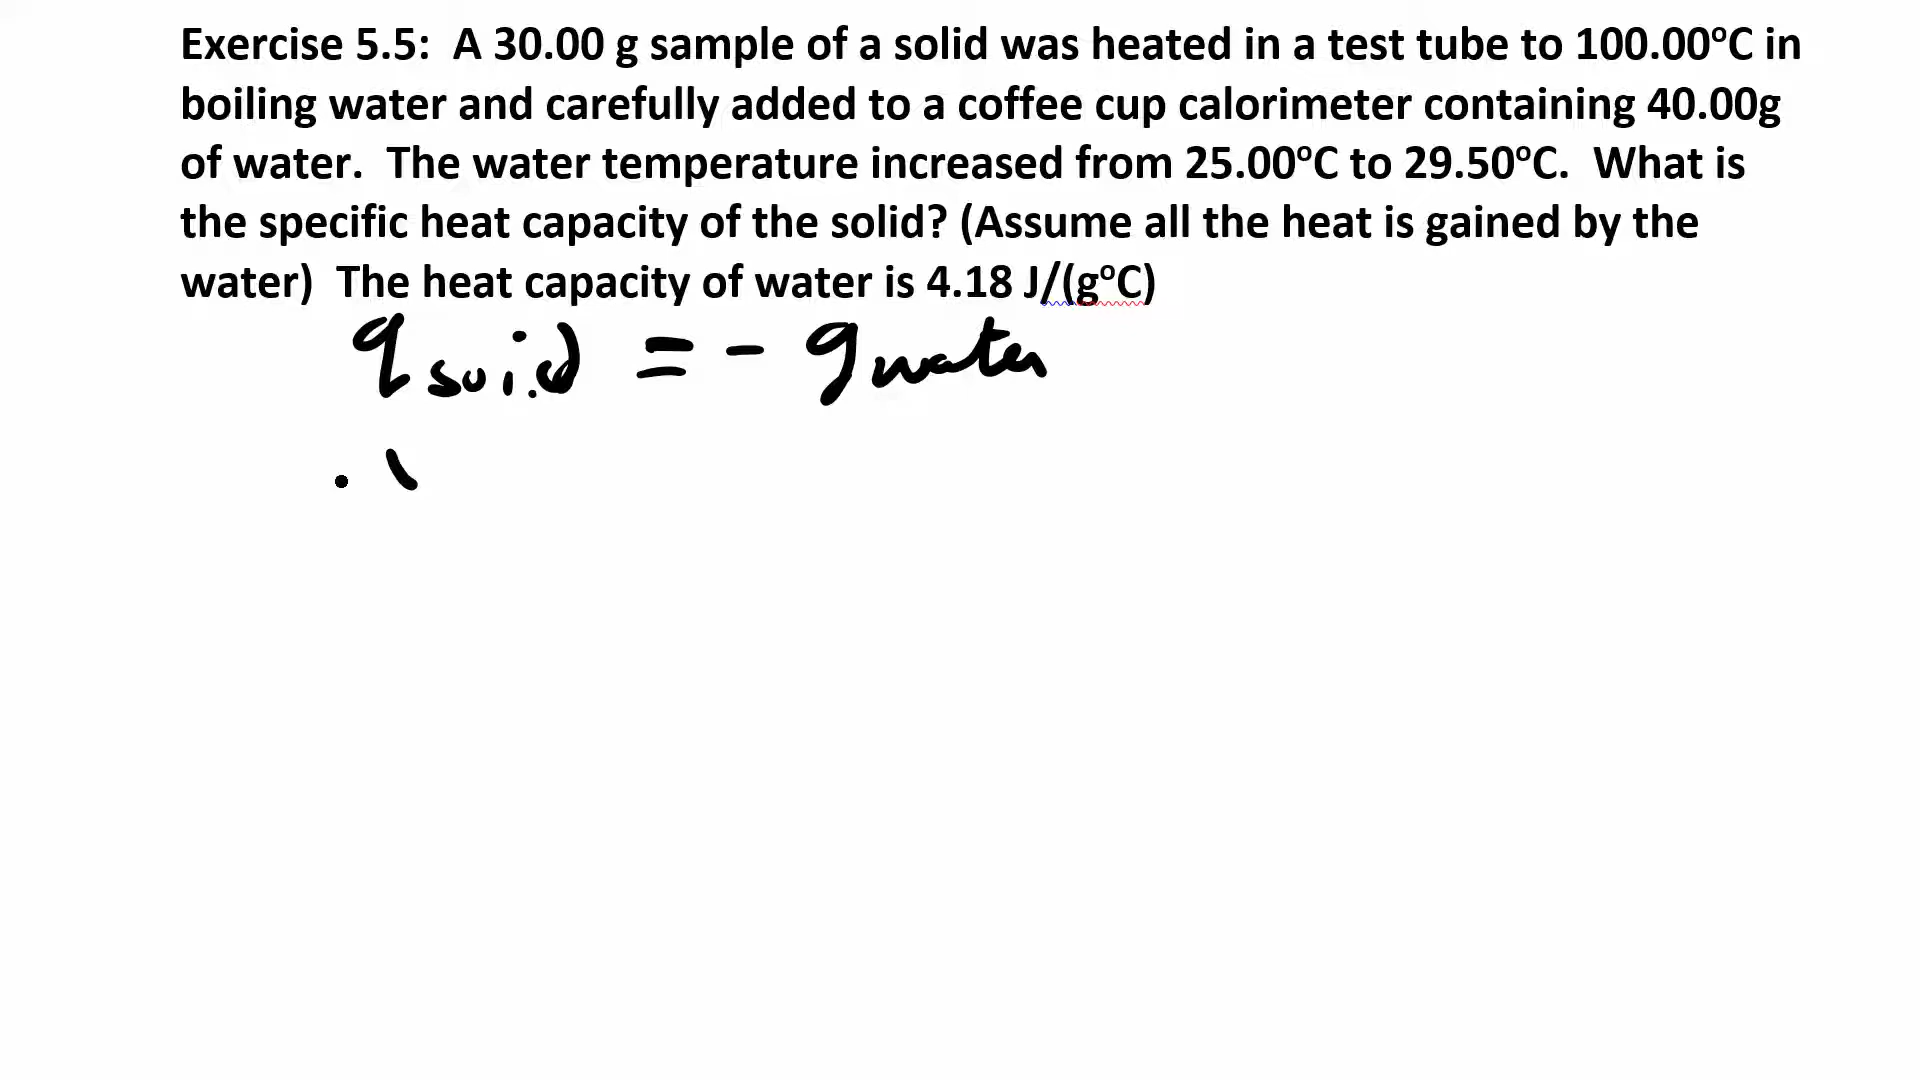 Exercise 5.5:  A 30.00 g sample of a solid was heated in a test tube to 100.00°C in
boiling water and carefully added to a coffee cup calorimeter containing 40.00g
of water.  The water temperature increased from 25.00°C to 29.50°C.  What is
the specific heat capacity of the solid? (Assume all the heat is gained by the
water)  The heat capacity of water is 4.18 J/(g°C)
q solid = - q water